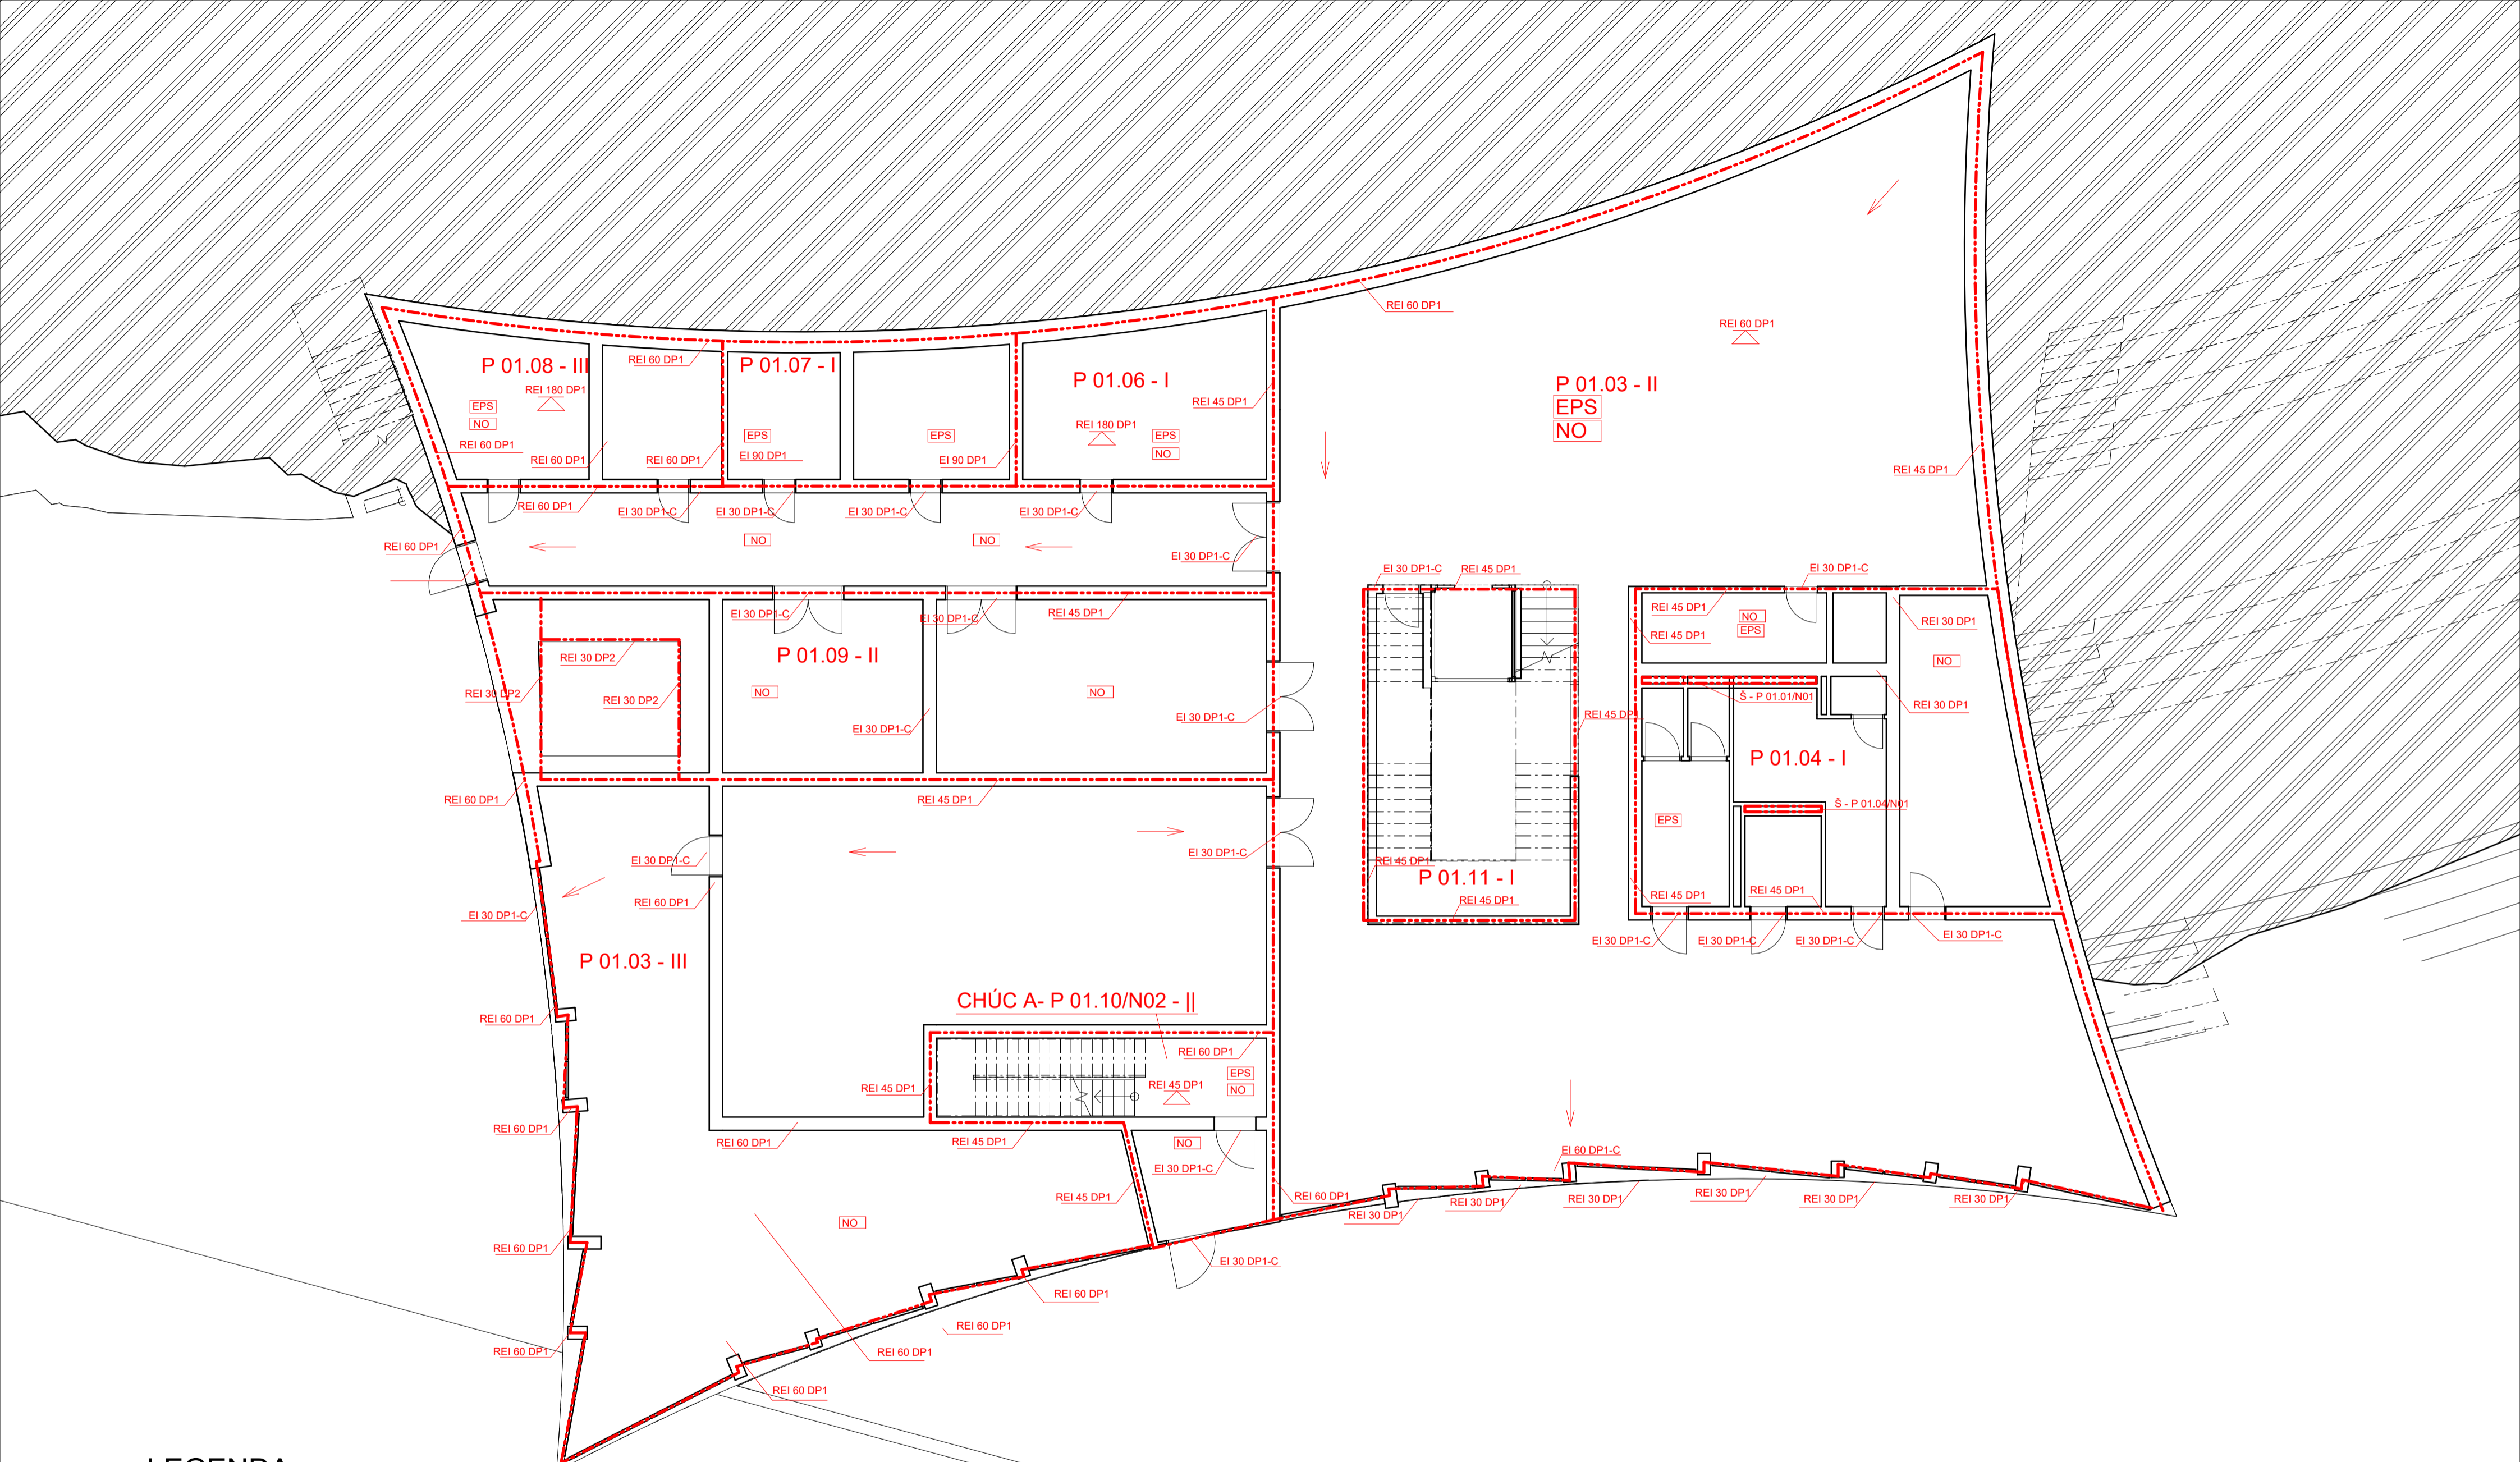 REI 60 DP1
REI 60 DP1
P 01.08 - III
REI 60 DP1
P 01.07 - I
P 01.06 - I
P 01.03 - II
EPS
NO
REI 180 DP1
REI 45 DP1
EPS
NO
REI 180 DP1
EPS
EPS
EPS
NO
REI 60 DP1
REI 60 DP1
REI 60 DP1
EI 90 DP1
EI 90 DP1
REI 45 DP1
REI 60 DP1
EI 30 DP1-C
EI 30 DP1-C
EI 30 DP1-C
EI 30 DP1-C
REI 60 DP1
NO
NO
EI 30 DP1-C
EI 30 DP1-C
REI 45 DP1
EI 30 DP1-C
EI 30 DP1-C
EI 30 DP1-C
REI 45 DP1
REI 45 DP1
NO
EPS
REI 45 DP1
REI 30 DP1
REI 30 DP2
P 01.09 - II
NO
REI 30 DP2
REI 30 DP2
NO
NO
Š - P 01.01/N01
REI 30 DP1
EI 30 DP1-C
EI 30 DP1-C
REI 45 DP1
P 01.04 - I
REI 60 DP1
REI 45 DP1
Š - P 01.04/N01
EPS
EI 30 DP1-C
EI 30 DP1-C
REI 45 DP1
P 01.11 - I
REI 60 DP1
REI 45 DP1
REI 45 DP1
REI 45 DP1
EI 30 DP1-C
EI 30 DP1-C
EI 30 DP1-C
EI 30 DP1-C
EI 30 DP1-C
P 01.03 - III
CHÚC A- P 01.10/N02 - ||
REI 60 DP1
REI 60 DP1
EPS
NO
REI 45 DP1
REI 45 DP1
REI 60 DP1
REI 60 DP1
REI 45 DP1
NO
EI 30 DP1-C
EI 60 DP1-C
REI 45 DP1
REI 60 DP1
REI 30 DP1
REI 30 DP1
REI 30 DP1
REI 30 DP1
REI 30 DP1
REI 30 DP1
NO
REI 60 DP1
EI 30 DP1-C
REI 60 DP1
REI 60 DP1
REI 60 DP1
REI 60 DP1
REI 60 DP1
LEGENDA